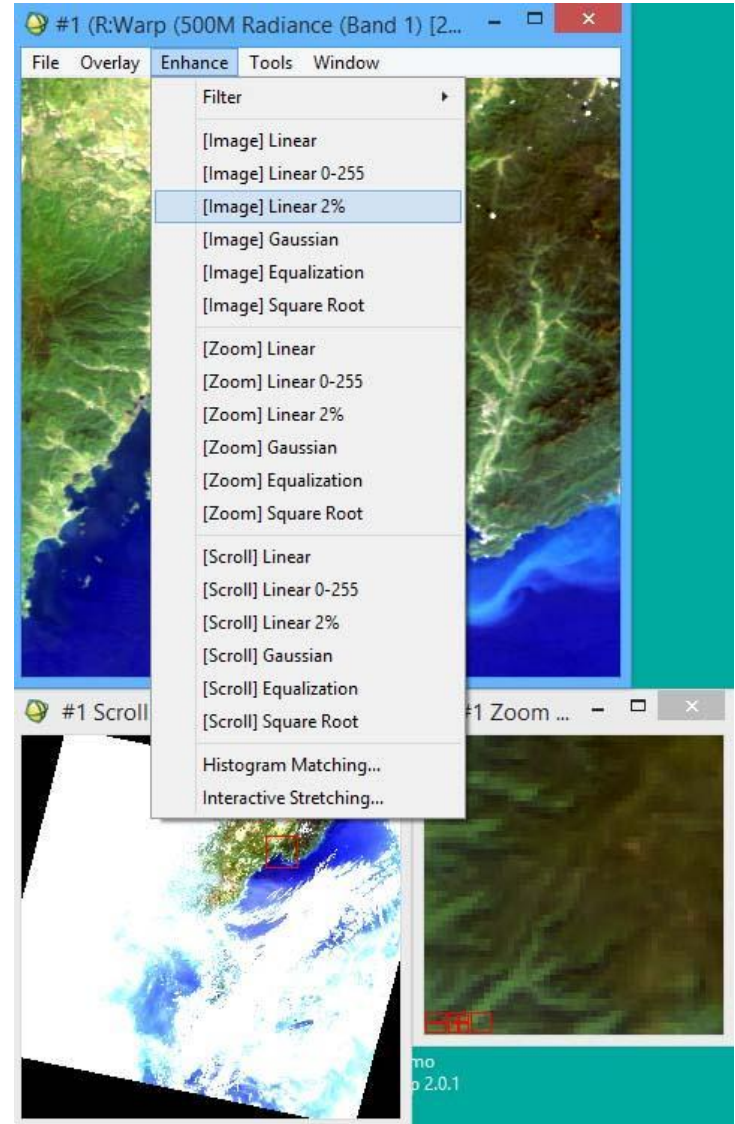 #1 (R:Warp (500M Radiance (Band 1) [2...
File Overlay Enhance Tools Window
Filter
[Image] Linear
[Image] Linear 0-255
[Image] Linear 2%
[Image] Gaussian
[Image] Equalization
[Image] Square Root
[Zoom] Linear
[Zoom] Linear 0-255
[Zoom] Linear 2%
[Zoom] Gaussian
[Zoom] Equalization
[Zoom] Square Root
[Scroll] Linear
[Scroll] Linear 0-255
[Scroll] Linear 2%
[Scroll] Gaussian
[Scroll] Equalization
[Scroll] Square Root
Histogram Matching...
Interactive Stretching...
#1 Scroll
#1 Zoom ...
mo
2.0.1